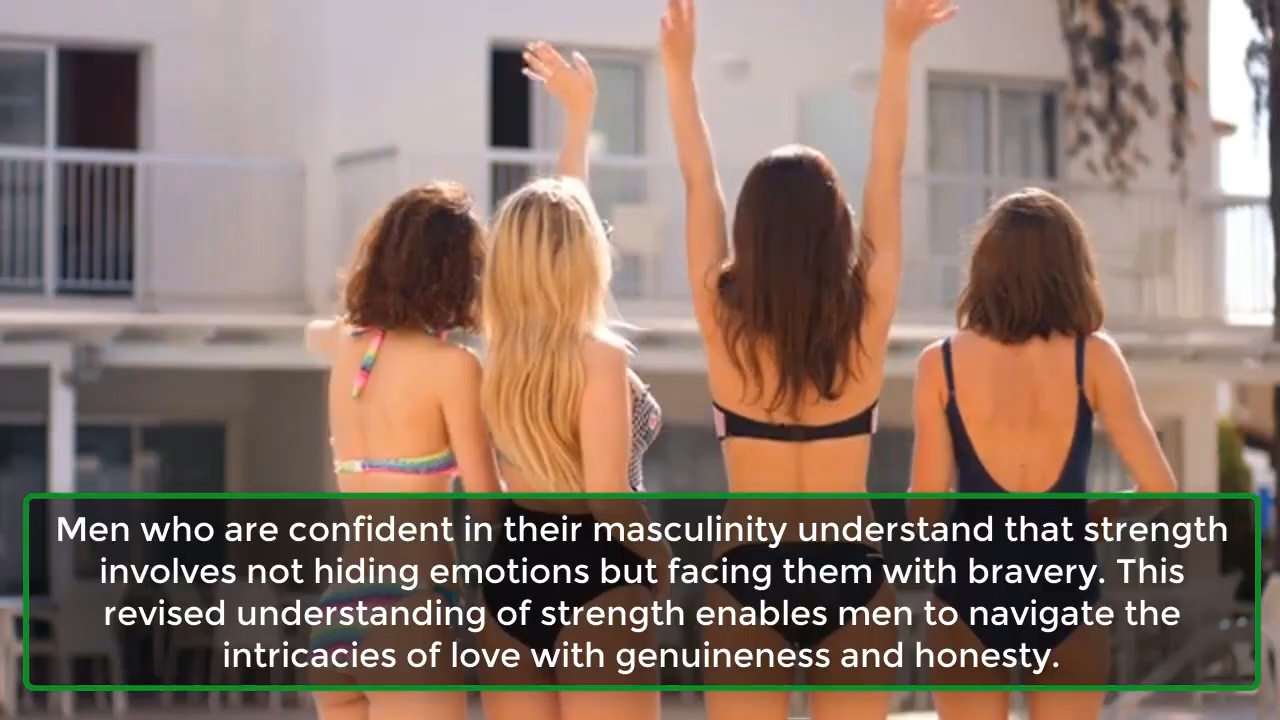 Men who are confident in their masculinity understand that strength
involves not hiding emotions but facing them with bravery. This
revised understanding of strength enables men to navigate the
intricacies of love with genuineness and honesty.